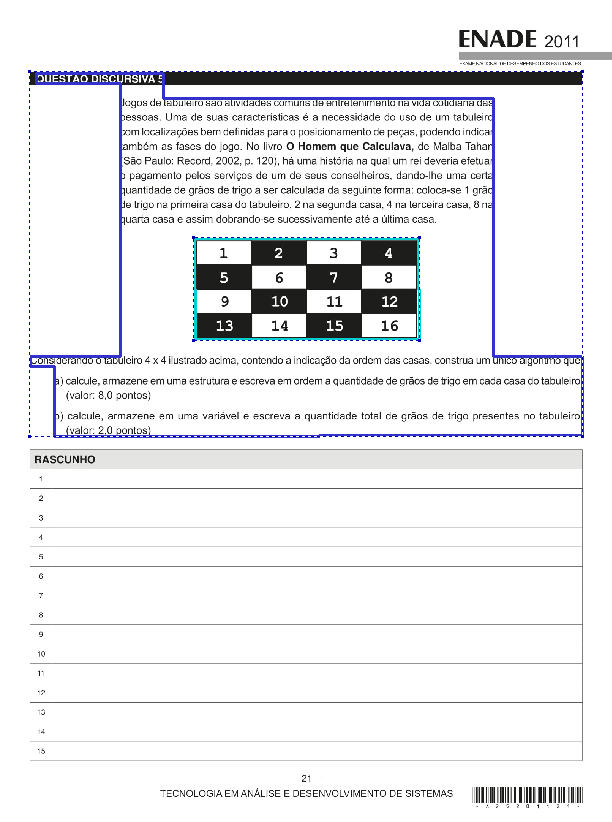 ENADE 2011
EXAME NACIONAL DE DESEMPENHO DOS ESTUDANTES
QUESTÃO DISCURSIVA 5
Jogos de tabuleiro são atividades comuns de entretenimento na vida cotidiana das
pessoas. Uma de suas características é a necessidade do uso de um tabuleiro
com localizações bem definidas para o posicionamento de peças, podendo indicar
também as fases do jogo. No livro O Homem que Calculava, de Malba Tahan
(São Paulo: Record, 2002, p. 120), há uma história na qual um rei deveria efetuar
o pagamento pelos serviços de um de seus conselheiros, dando-lhe uma certa
quantidade de grãos de trigo a ser calculada da seguinte forma: coloca-se 1 grão
de trigo na primeira casa do tabuleiro, 2 na segunda casa, 4 na terceira casa, 8 na
quarta casa e assim dobrando-se sucessivamente até a última casa.
1 2 3 4
5 6 7 8
9 10 11 12
13 14 15 16
Considerando o tabuleiro 4 x 4 ilustrado acima, contendo a indicação da ordem das casas, construa um único algoritmo que:
a) calcule, armazene em uma estrutura e escreva em ordem a quantidade de grãos de trigo em cada casa do tabuleiro.
(valor: 8,0 pontos)
b) calcule, armazene em uma variável e escreva a quantidade total de grãos de trigo presentes no tabuleiro.
(valor: 2,0 pontos)
RASCUNHO
1
2
3
4
5
6
7
8
9
10
11
12
13
14
15
21
TECNOLOGIA EM ANÁLISE E DESENVOLVIMENTO DE SISTEMAS